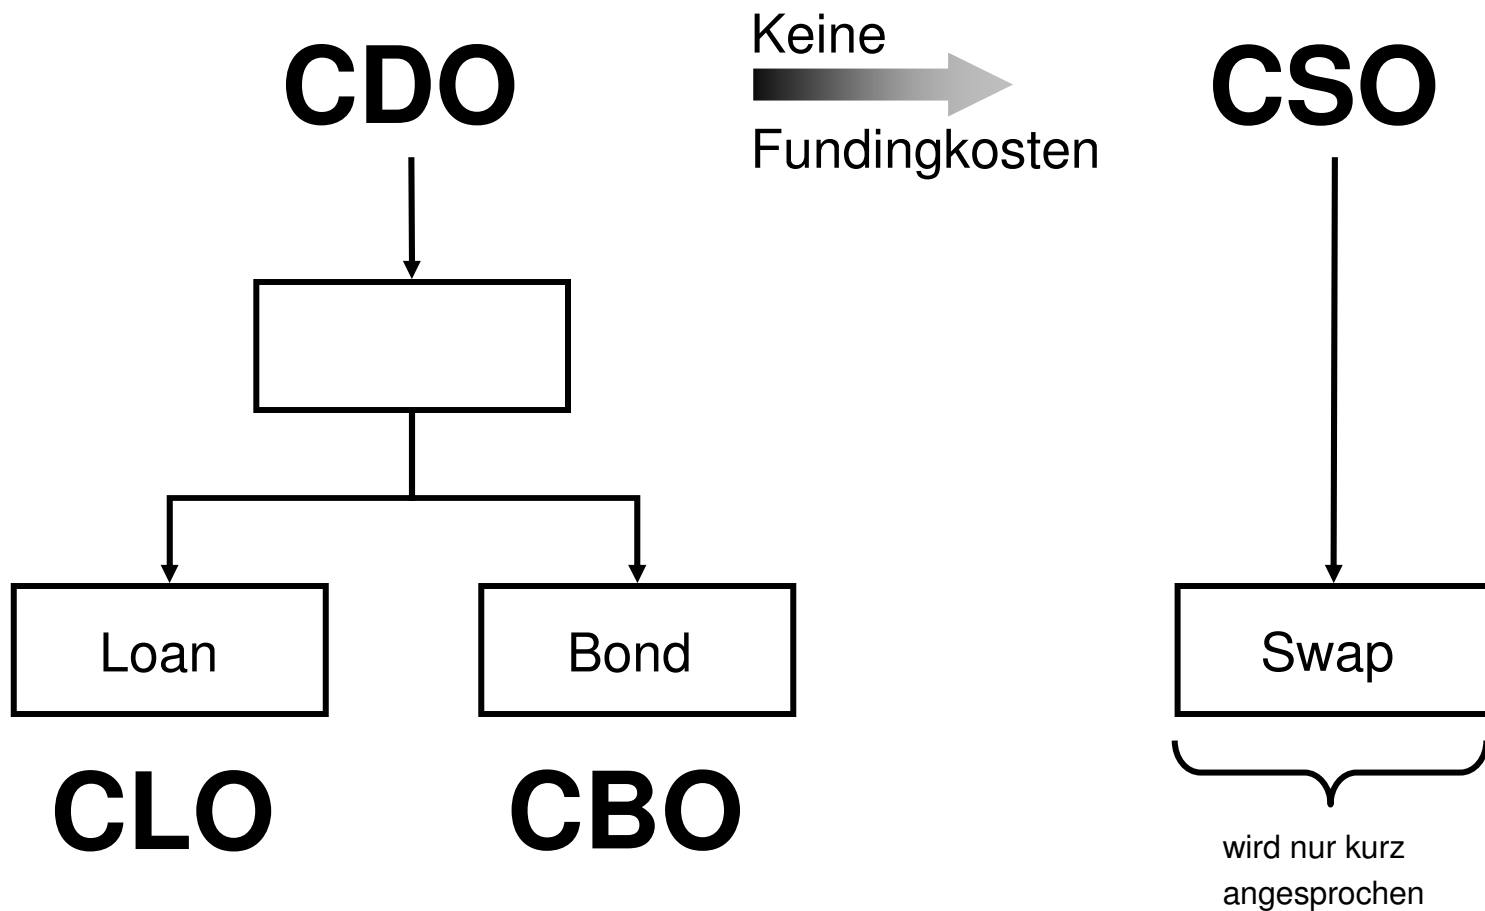 CDO
Keine
Fundingkosten
CSO
Loan
Bond
Swap
CLO
CBO
wird nur kurz
angesprochen